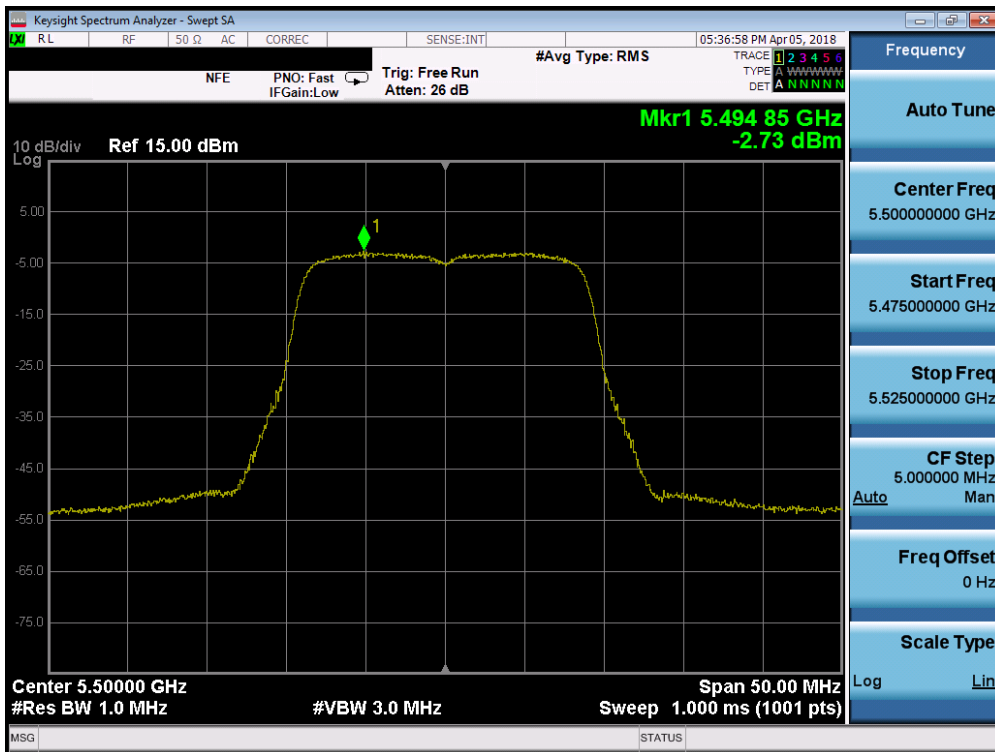 Keysight Spectrum Analyzer - Swept SA
LXI RL RF 50 Ω AC CORREC SENSE:INT 05:36:58 PM Apr 05, 2018
NFE PNO: Fast IFGain:Low Trig: Free Run Atten: 26 dB #Avg Type: RMS
TRACE 1 2 3 4 5 6
TYPE A WWWWW
DET A N N N N N
Mkr1 5.494 85 GHz
-2.73 dBm
10 dB/div Ref 15.00 dBm
Log
1
5.00
-5.00
-15.0
-25.0
-35.0
-45.0
-55.0
-65.0
-75.0
Center 5.50000 GHz Span 50.00 MHz
#Res BW 1.0 MHz #VBW 3.0 MHz Sweep 1.000 ms (1001 pts)
MSG STATUS
Frequency
Auto Tune
Center Freq
5.500000000 GHz
Start Freq
5.475000000 GHz
Stop Freq
5.525000000 GHz
CF Step
5.000000 MHz
Auto Man
Freq Offset
0 Hz
Scale Type
Log Lin